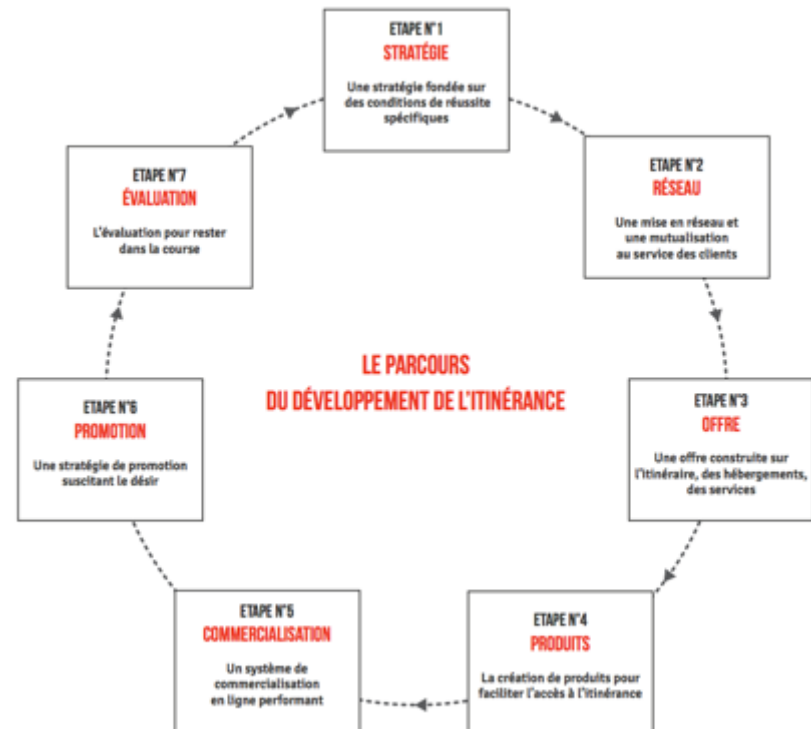 ETAPE N°1
STRATÉGIE
Une stratégie fondée sur
des conditions de réussite
spécifiques
ETAPE N°2
RÉSEAU
Une mise en réseau et
une mutualisation
au service des clients
ETAPE N°3
OFFRE
Une offre construite sur
l'itinéraire, des hébergements,
des services
ETAPE N°4
PRODUITS
La création de produits pour
faciliter l'accès à l'itinérance
ETAPE N°5
COMMERCIALISATION
Un système de
commercialisation
en ligne performant
ETAPE N°6
PROMOTION
Une stratégie de promotion
suscitant le désir
ETAPE N°7
ÉVALUATION
L'évaluation pour rester
dans la course
LE PARCOURS
DU DÉVELOPPEMENT DE L'ITINÉRANCE